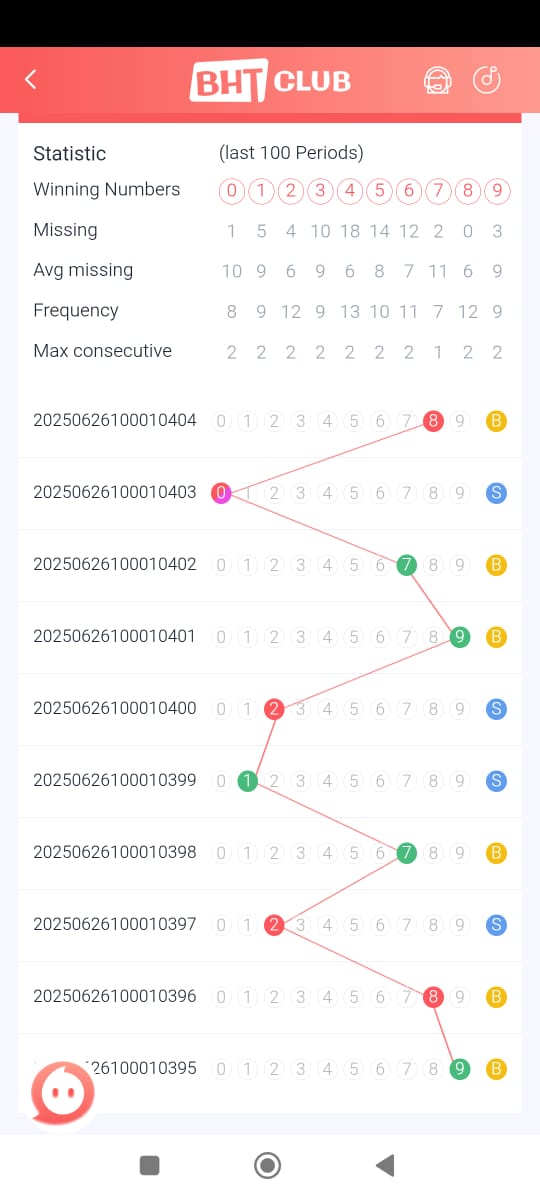 BHT CLUB
Statistic (last 100 Periods)
Winning Numbers 0 1 2 3 4 5 6 7 8 9
Missing 1 5 4 10 18 14 12 2 0 3
Avg missing 10 9 6 9 6 8 7 11 6 9
Frequency 8 9 12 9 13 10 11 7 12 9
Max consecutive 2 2 2 2 2 2 2 1 2 2
20250626100010404 0 1 2 3 4 5 6 7 8 9 B
20250626100010403 0 1 2 3 4 5 6 7 8 9 S
20250626100010402 0 1 2 3 4 5 6 7 8 9 B
20250626100010401 0 1 2 3 4 5 6 7 8 9 B
20250626100010400 0 1 2 3 4 5 6 7 8 9 S
20250626100010399 0 1 2 3 4 5 6 7 8 9 S
20250626100010398 0 1 2 3 4 5 6 7 8 9 B
20250626100010397 0 1 2 3 4 5 6 7 8 9 S
20250626100010396 0 1 2 3 4 5 6 7 8 9 B
26100010395 0 1 2 3 4 5 6 7 8 9 B